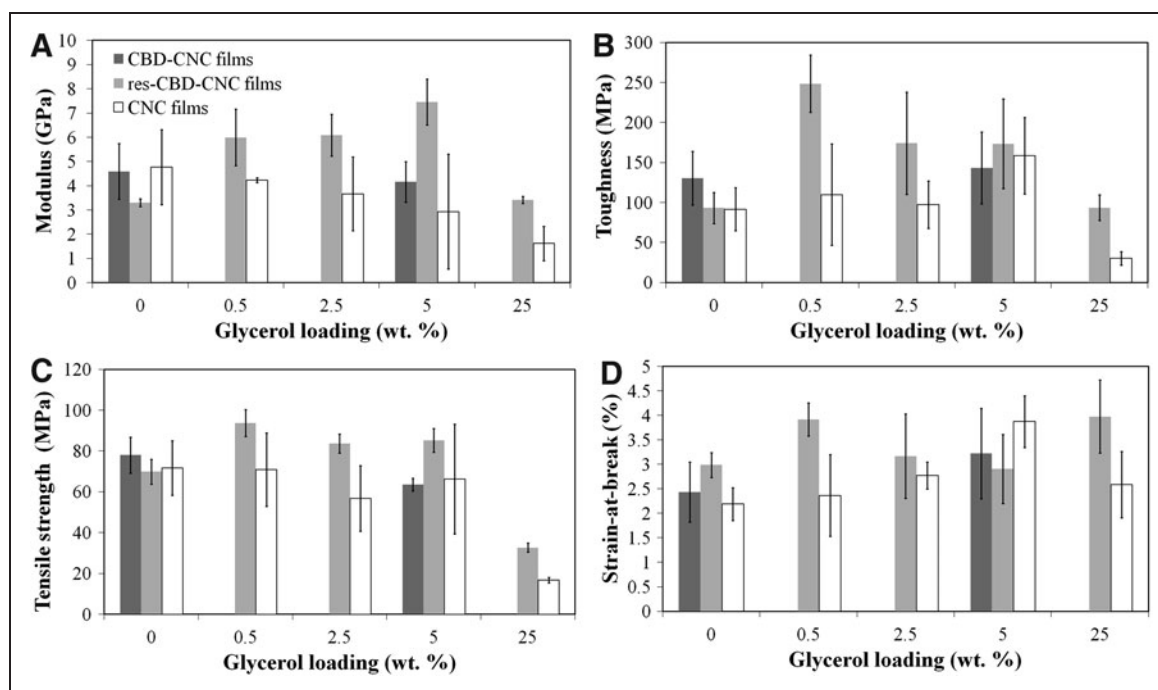 A
Modulus (GPa)
10
9
8
7
6
5
4
3
2
1
0
CBD-CNC films
res-CBD-CNC films
CNC films
0 0.5 2.5 5 25
Glycerol loading (wt. %)
B
Toughness (MPa)
300
250
200
150
100
50
0
0 0.5 2.5 5 25
Glycerol loading (wt. %)
C
Tensile strength (MPa)
120
100
80
60
40
20
0
0 0.5 2.5 5 25
Glycerol loading (wt. %)
D
Strain-at-break (%)
5
4.5
4
3.5
3
2.5
2
1.5
1
0.5
0
0 0.5 2.5 5 25
Glycerol loading (wt. %)